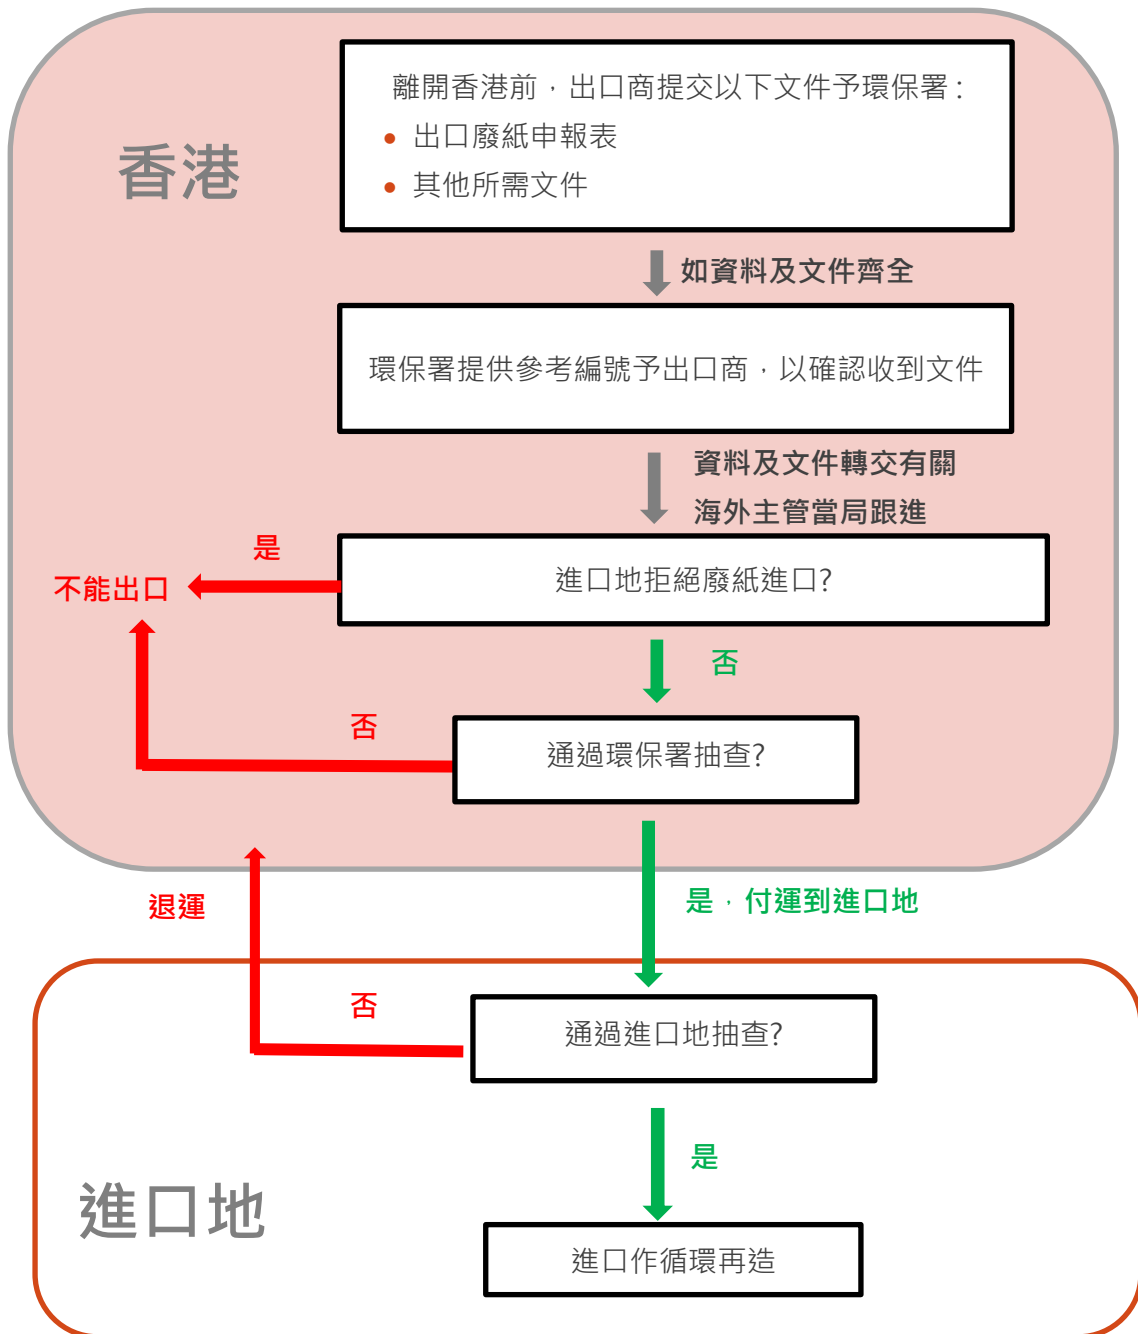 香港
離開香港前，出口商提交以下文件予環保署：
• 出口廢紙申報表
• 其他所需文件
如資料及文件齊全
環保署提供參考編號予出口商，以確認收到文件
資料及文件轉交有關
海外主管當局跟進
是
不能出口
進口地拒絕廢紙進口?
否
否
通過環保署抽查?
退運
是，付運到進口地
否
通過進口地抽查?
是
進口地
進口作循環再造